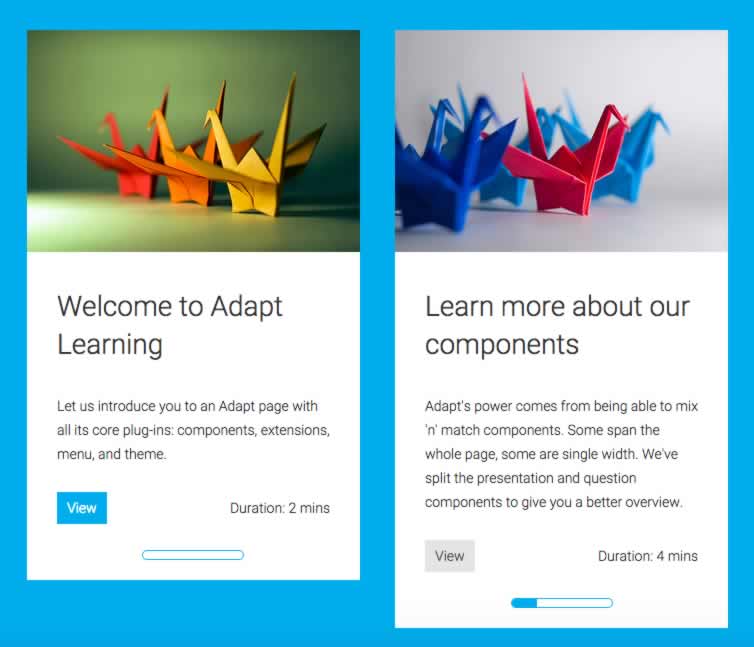 Welcome to Adapt
Learning
Let us introduce you to an Adapt page with
all its core plug-ins: components, extensions,
menu, and theme.
View
Duration: 2 mins
Learn more about our
components
Adapt's power comes from being able to mix
'n' match components. Some span the
whole page, some are single width. We've
split the presentation and question
components to give you a better overview.
View
Duration: 4 mins